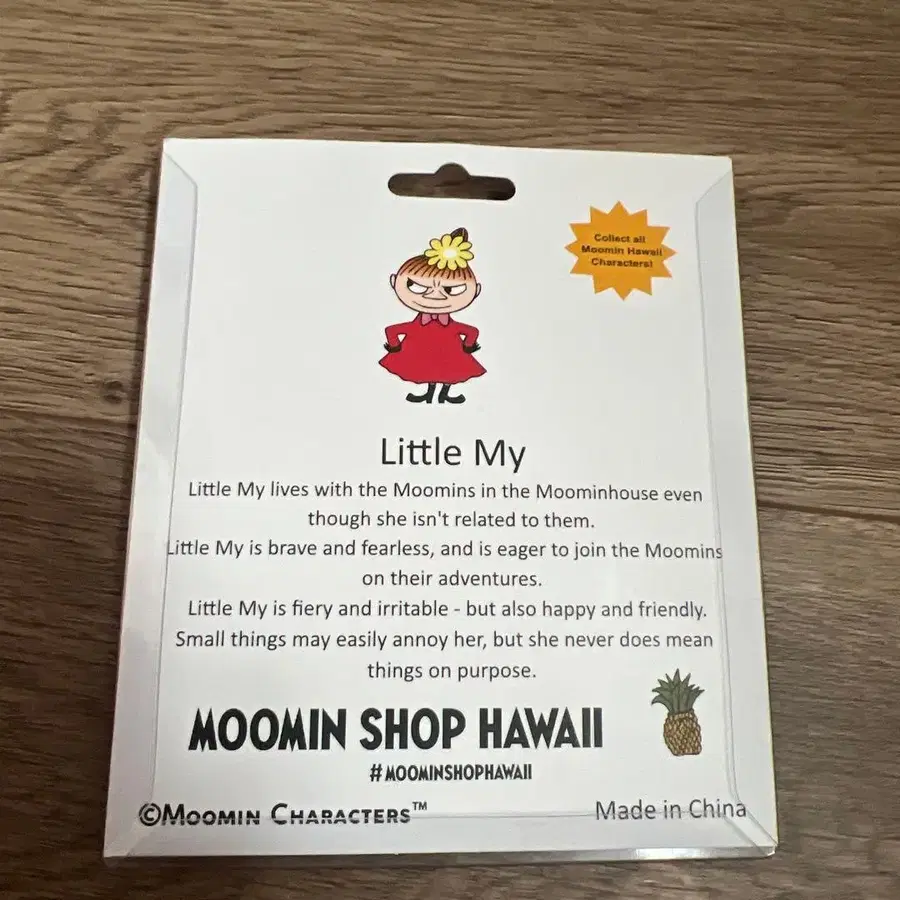 Collect all
Moomin Hawaii
Characters!
Little My
Little My lives with the Moomins in the Moominhouse even
though she isn't related to them.
Little My is brave and fearless, and is eager to join the Moomins
on their adventures.
Little My is fiery and irritable - but also happy and friendly.
Small things may easily annoy her, but she never does mean
things on purpose.
MOOMIN SHOP HAWAII
#MOOMINSHOPHAWAII
©MOOMIN CHARACTERS™
Made in China